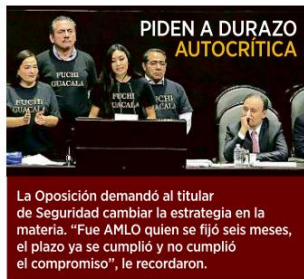 PIDEN A DURAZO
AUTOCRÍTICA
FUCHI
GUACALA
FUCHI
GUACALA
FUCHI
GUACALA
FUCHI
GUACALA
La Oposición demandó al titular
de Seguridad cambiar la estrategia en la
materia. “Fue AMLO quien se fijó seis meses,
el plazo ya se cumplió y no cumplió
el compromiso”, le recordaron.